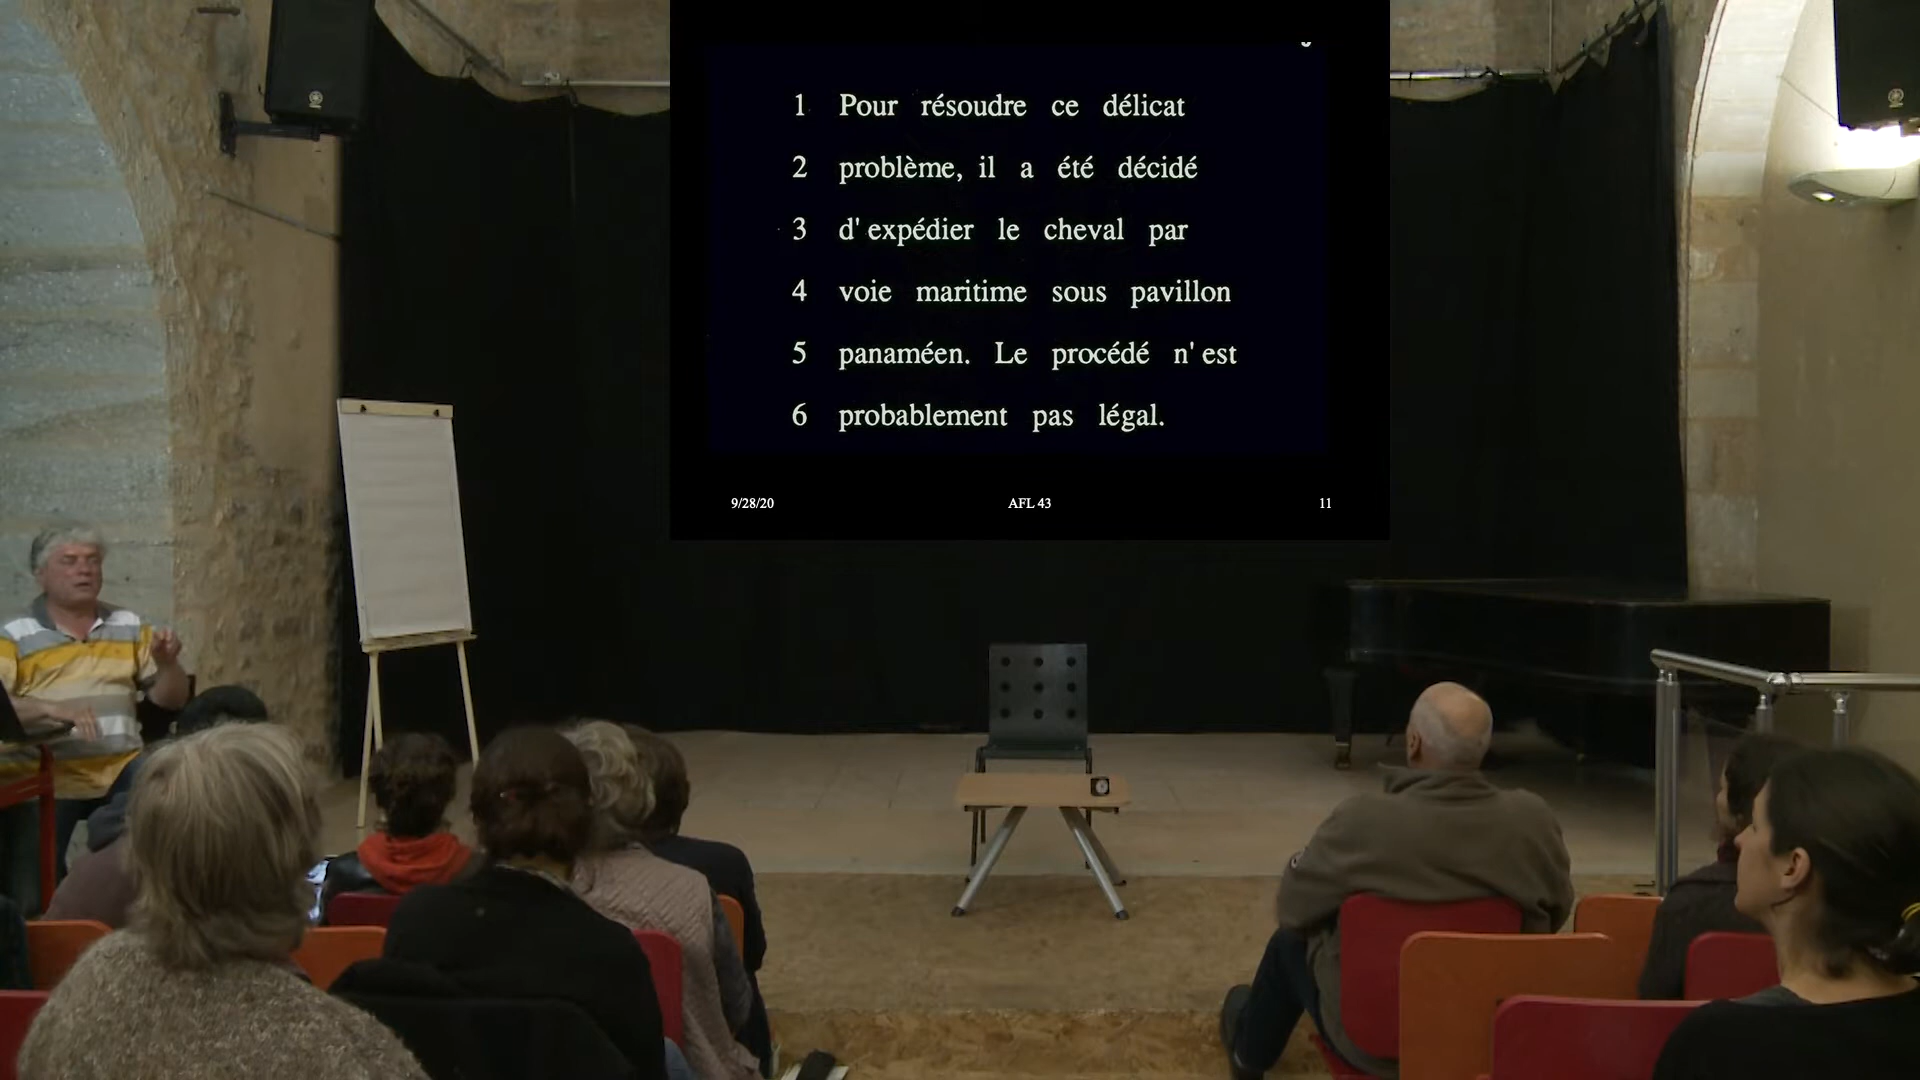 1 Pour résoudre ce délicat
2 problème, il a été décidé
3 d'expédier le cheval par
4 voie maritime sous pavillon
5 panaméen. Le procédé n'est
6 probablement pas légal.
9/28/20 AFL 43 11